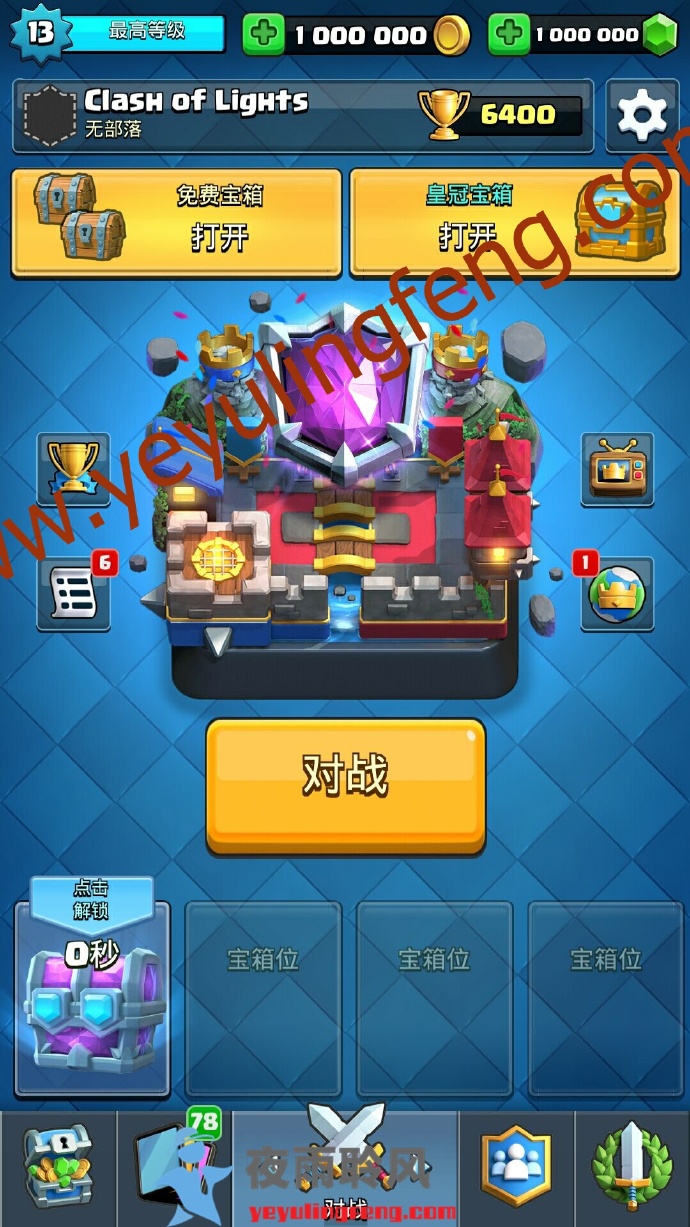 13
最高等级
1 000 000
1 000 000
Clash of Lights
无部落
6400
免费宝箱
打开
皇冠宝箱
打开
www.yeyulingfeng.com
6
1
对战
点击
解锁
0秒
宝箱位
宝箱位
宝箱位
78
夜雨聆风
对战
yeyulingfeng.com